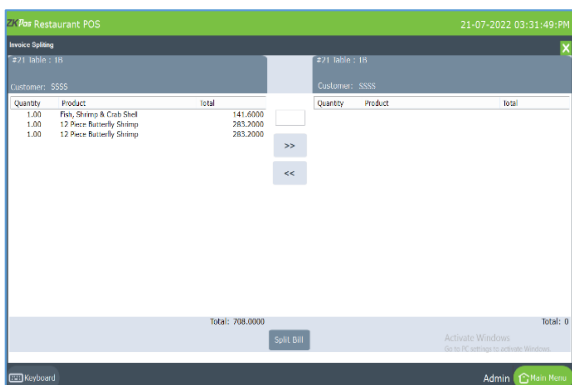 ZKPos Restaurant POS
21-07-2022 03:31:49:PM
Invoice Spliting
X
#21 Table : 1B
Customer: SSSS
Quantity Product Total
1.00 Fish, Shrimp & Crab Shell 141.6000
1.00 12 Piece Butterfly Shrimp 283.2000
1.00 12 Piece Butterfly Shrimp 283.2000
Total: 708.0000
>>
<<
Split Bill
#21 Table : 1B
Customer: SSSS
Quantity Product Total
Total: 0
Activate Windows
Go to PC settings to activate Windows.
Keyboard
Admin
Main Menu